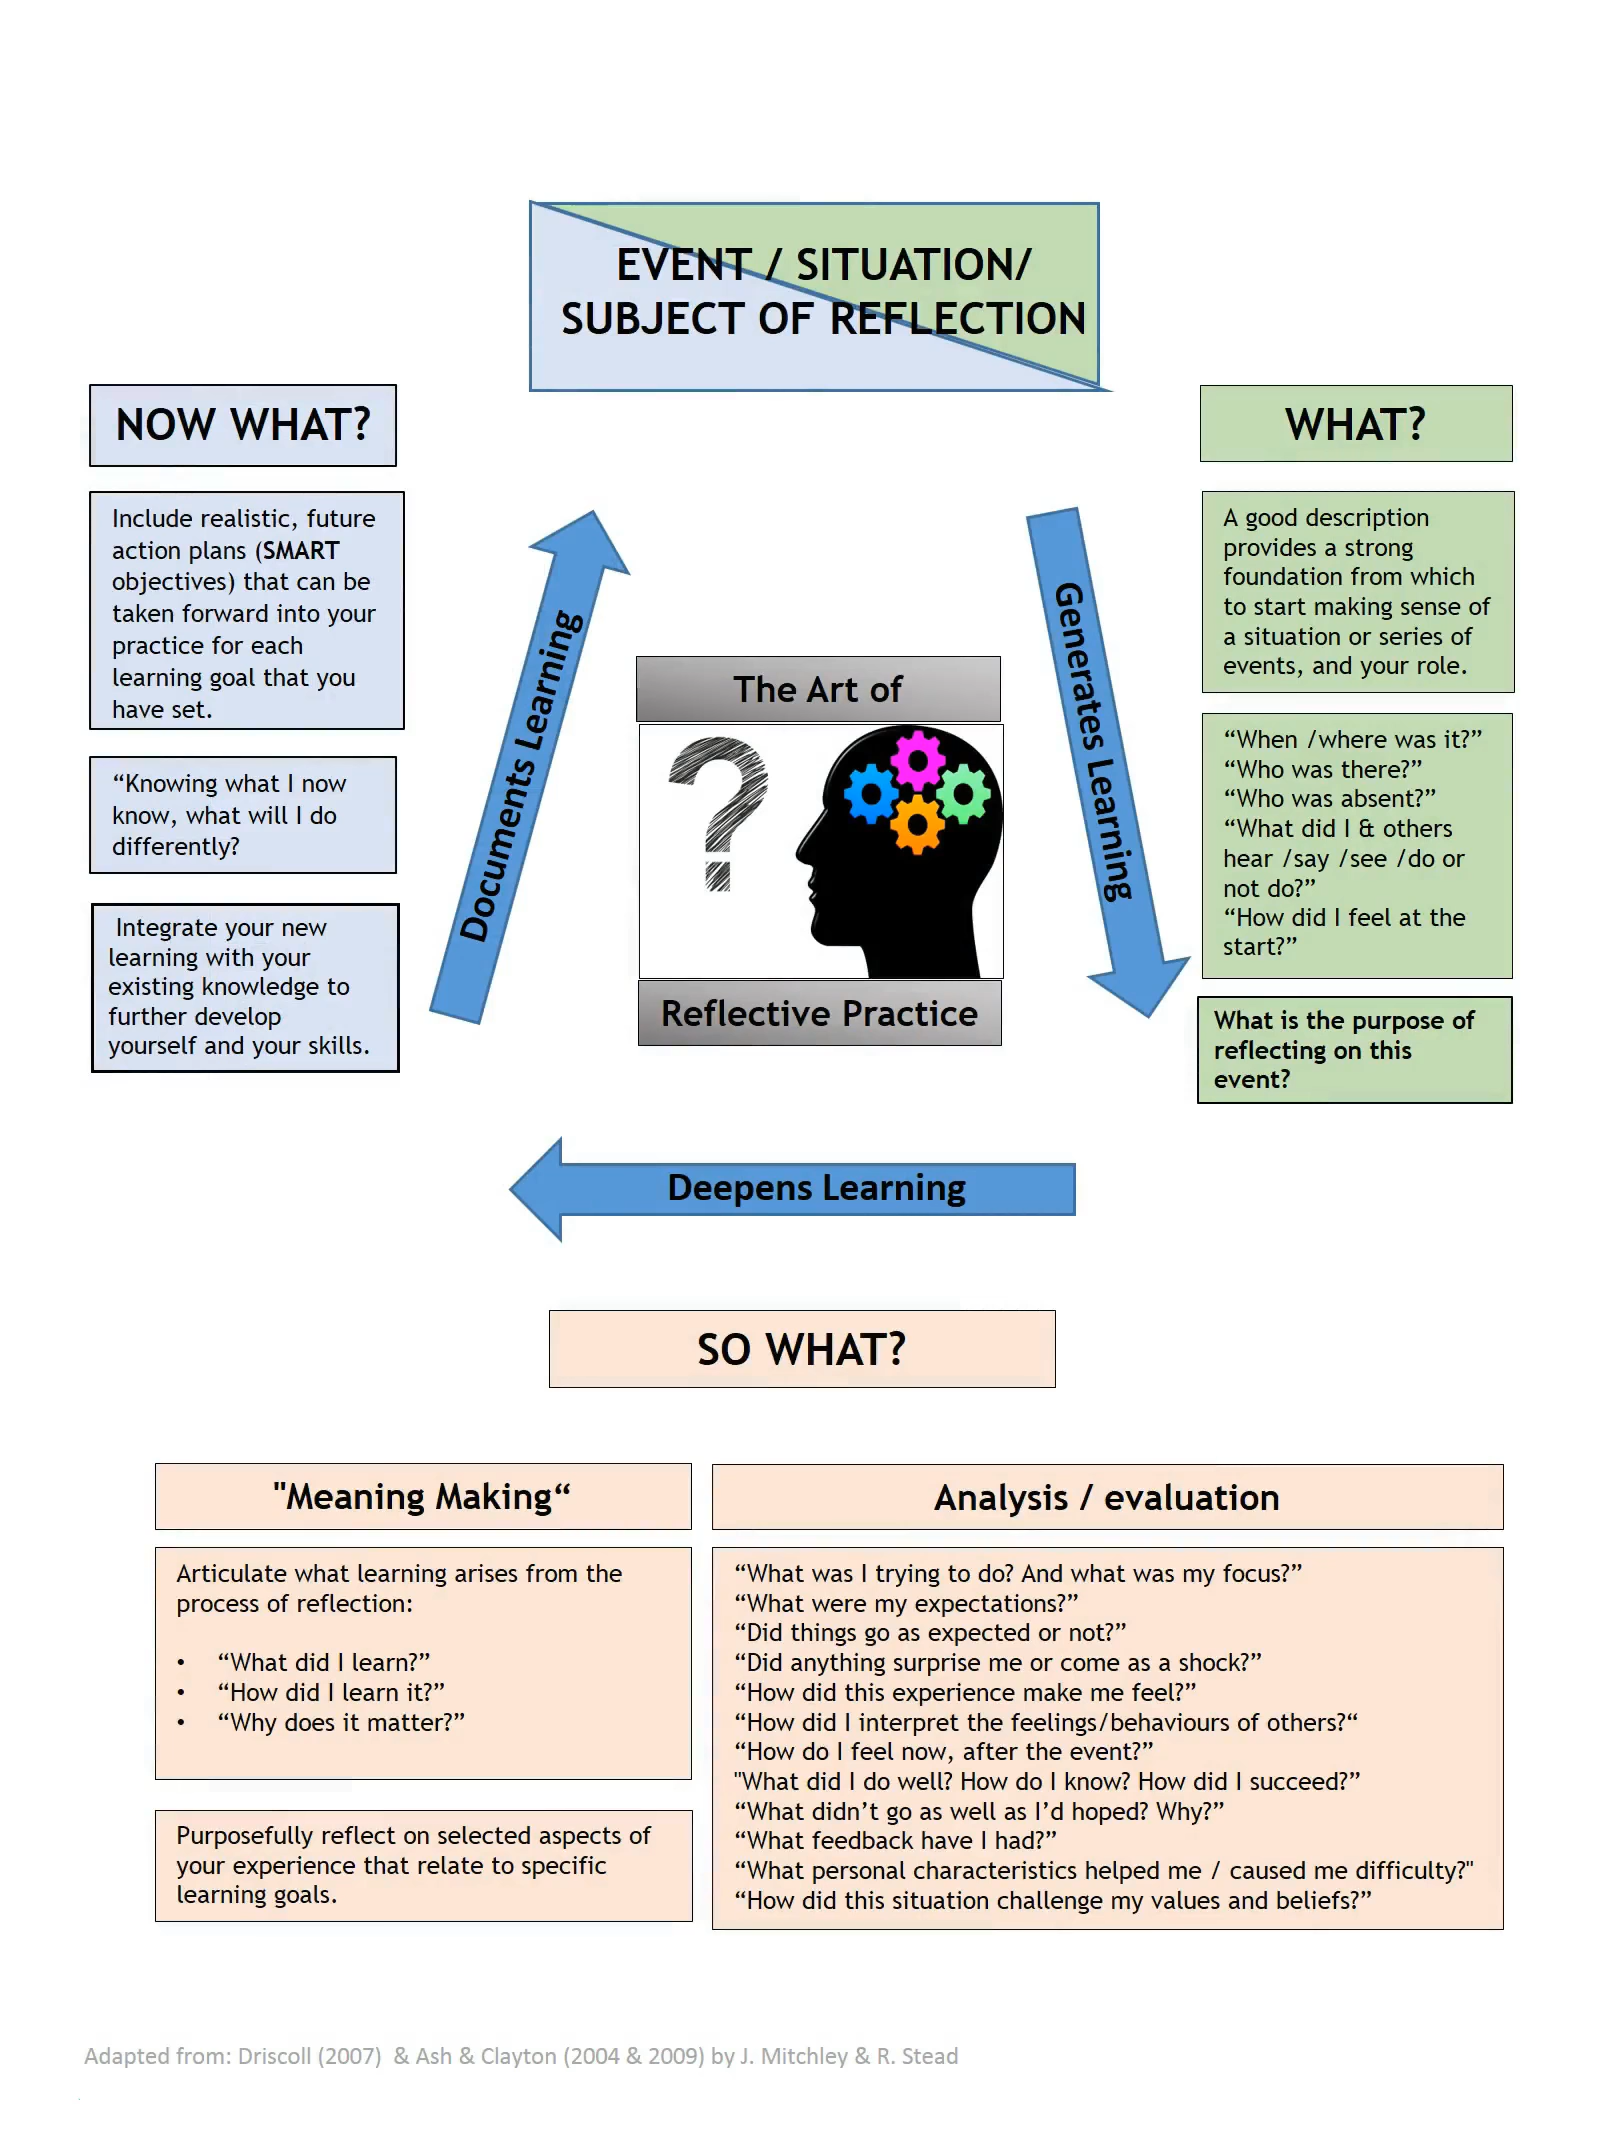 EVENT / SITUATION/
SUBJECT OF REFLECTION
NOW WHAT?
Include realistic, future
action plans (SMART
objectives) that can be
taken forward into your
practice for each
learning goal that you
have set.
“Knowing what I now
know, what will I do
differently?
Integrate your new
learning with your
existing knowledge to
further develop
yourself and your skills.
Documents Learning
The Art of
?
Reflective Practice
Generates Learning
WHAT?
A good description
provides a strong
foundation from which
to start making sense of
a situation or series of
events, and your role.
“When /where was it?”
“Who was there?”
“Who was absent?”
“What did I & others
hear /say /see /do or
not do?”
“How did I feel at the
start?”
What is the purpose of
reflecting on this
event?
Deepens Learning
SO WHAT?
"Meaning Making“
Articulate what learning arises from the
process of reflection:
• “What did I learn?”
• “How did I learn it?”
• “Why does it matter?”
Purposefully reflect on selected aspects of
your experience that relate to specific
learning goals.
Analysis / evaluation
“What was I trying to do? And what was my focus?”
“What were my expectations?”
“Did things go as expected or not?”
“Did anything surprise me or come as a shock?”
“How did this experience make me feel?”
“How did I interpret the feelings/behaviours of others?“
“How do I feel now, after the event?”
"What did I do well? How do I know? How did I succeed?”
“What didn’t go as well as I’d hoped? Why?”
“What feedback have I had?”
“What personal characteristics helped me / caused me difficulty?"
“How did this situation challenge my values and beliefs?”
Adapted from: Driscoll (2007)  & Ash & Clayton (2004 & 2009) by J. Mitchley & R. Stead